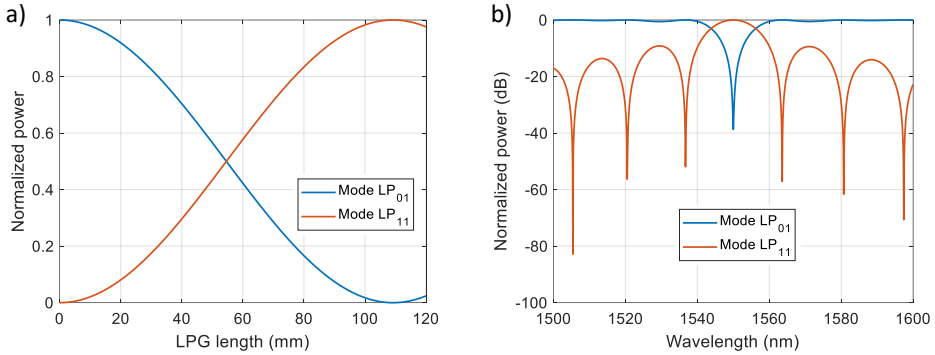 a)
1
0.8
0.6
0.4
0.2
0
Normalized power
Mode LP01
Mode LP11
0 20 40 60 80 100 120
LPG length (mm)
b)
0
-20
-40
-60
-80
-100
Normalized power (dB)
Mode LP01
Mode LP11
1500 1520 1540 1560 1580 1600
Wavelength (nm)